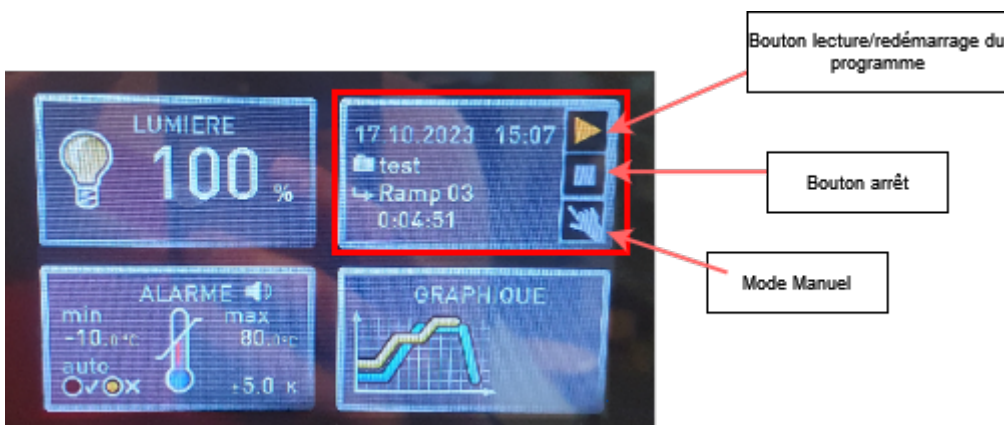 Bouton lecture/redémarrage du
programme
LUMIERE
100 %
17.10.2023 15:07
test
Ramp 03
0:04:51
Bouton arrêt
Mode Manuel
ALARME
min
max
-10.0°C
80.0°C
auto
±5.0 K
GRAPHIQUE